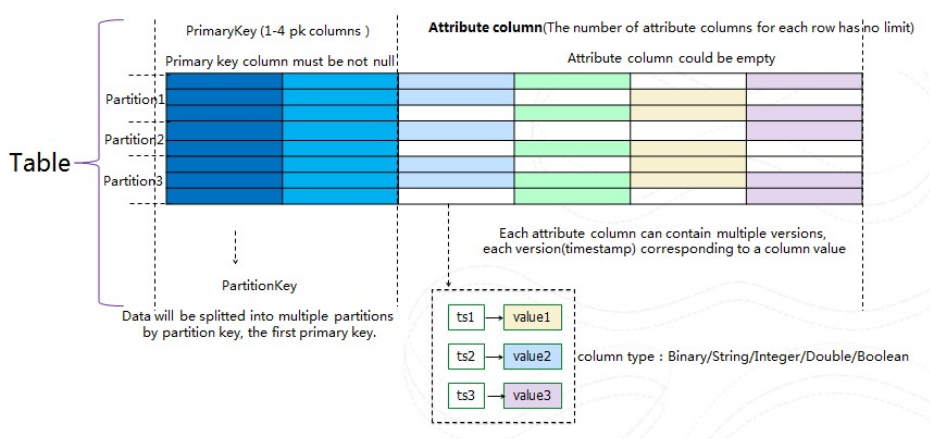 PrimaryKey (1-4 pk columns )
Attribute column(The number of attribute columns for each row has no limit)
Primary key column must be not null
Attribute column could be empty
Partition1
Partition2
Table
Partition3
Each attribute column can contain multiple versions,
each version(timestamp) corresponding to a column value
PartitionKey
Data will be splitted into multiple partitions
by partition key, the first primary key.
ts1
value1
ts2
value2
column type : Binary/String/Integer/Double/Boolean
ts3
value3